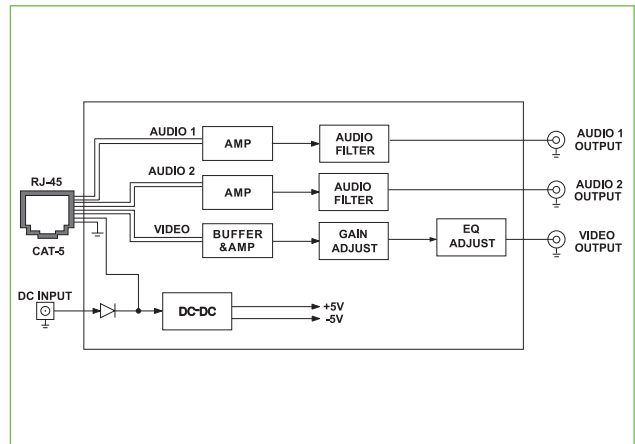 AUDIO 1
AMP
AUDIO
FILTER
AUDIO 1
OUTPUT
AUDIO 2
AMP
AUDIO
FILTER
AUDIO 2
OUTPUT
RJ-45
CAT-5
VIDEO
BUFFER
&AMP
GAIN
ADJUST
EQ
ADJUST
VIDEO
OUTPUT
DC INPUT
DC-DC
+5V
-5V